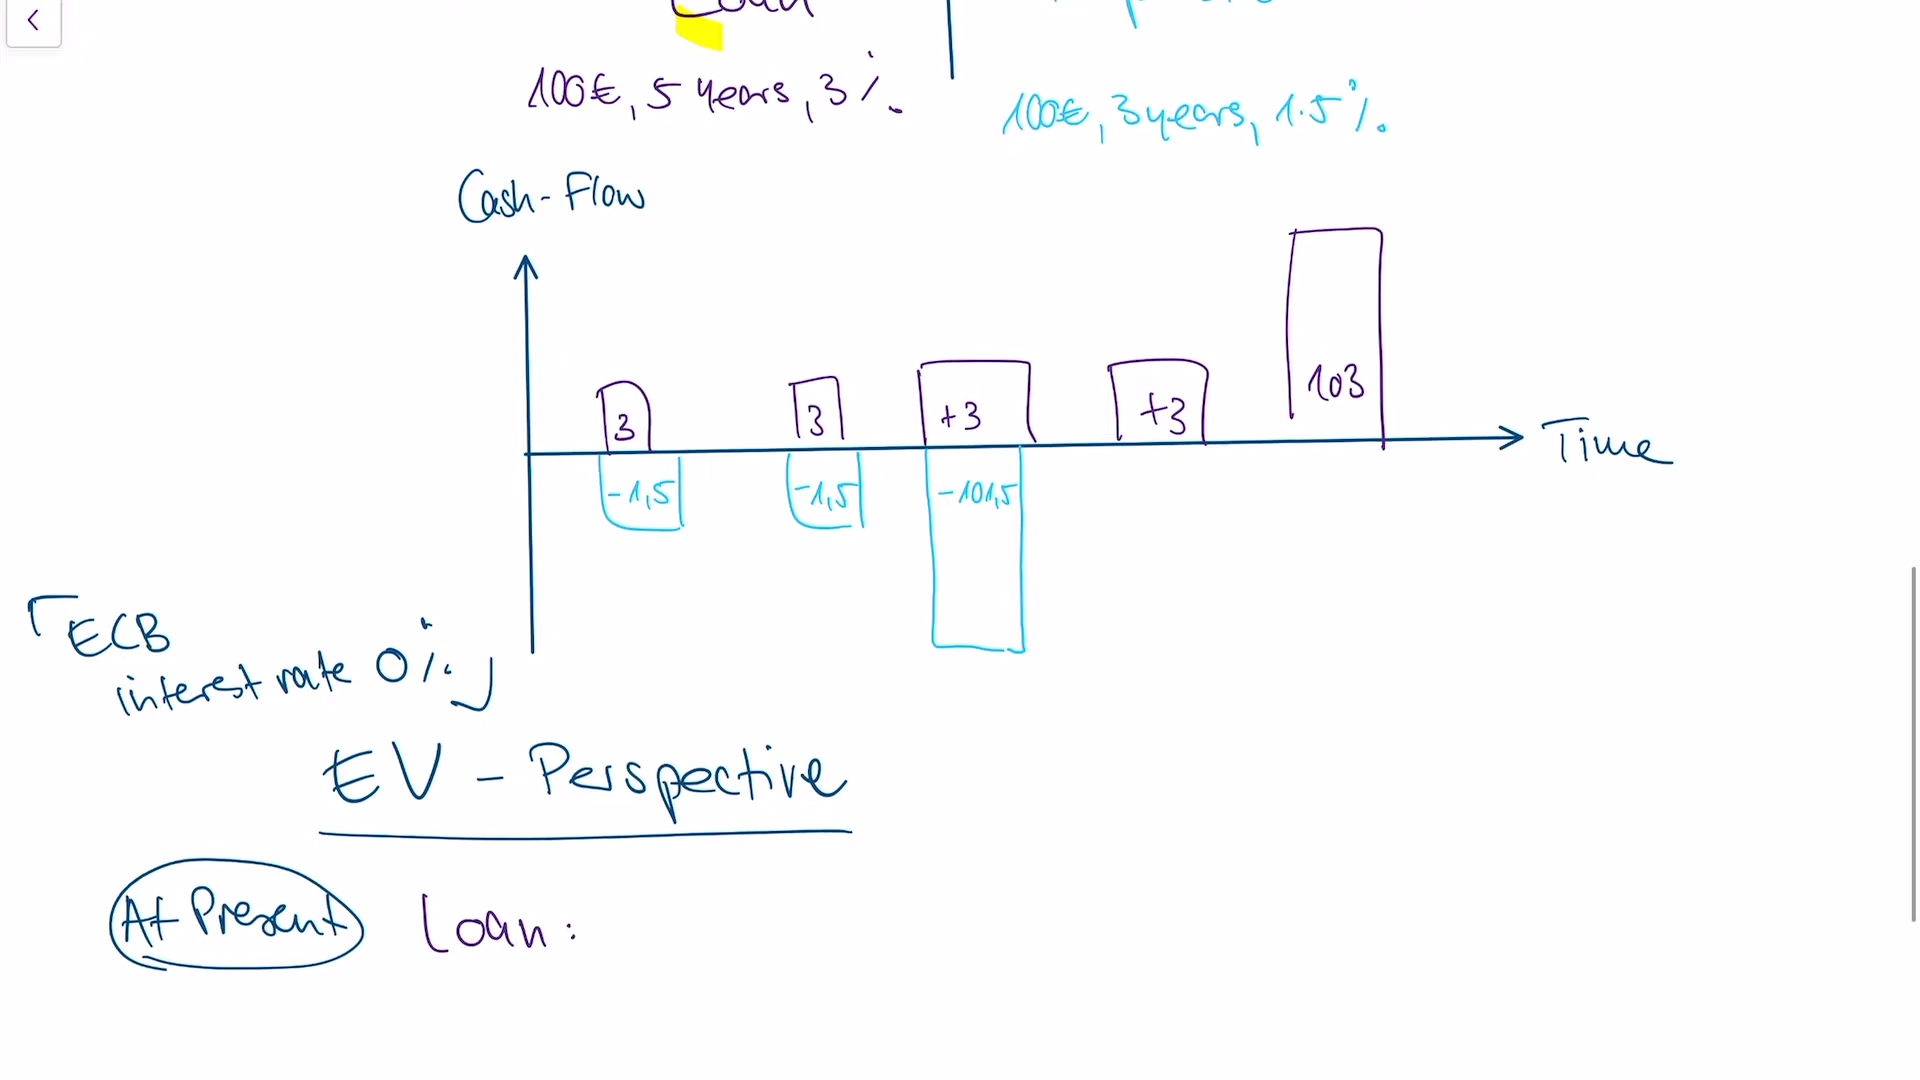 Loan
100€, 5 years, 3%.
100€, 3 years, 1.5%.
Cash-Flow
3
3
+3
+3
103
Time
-1,5
-1,5
-101,5
ECB
interest rate 0%
EV - Perspective
At Present
Loan: